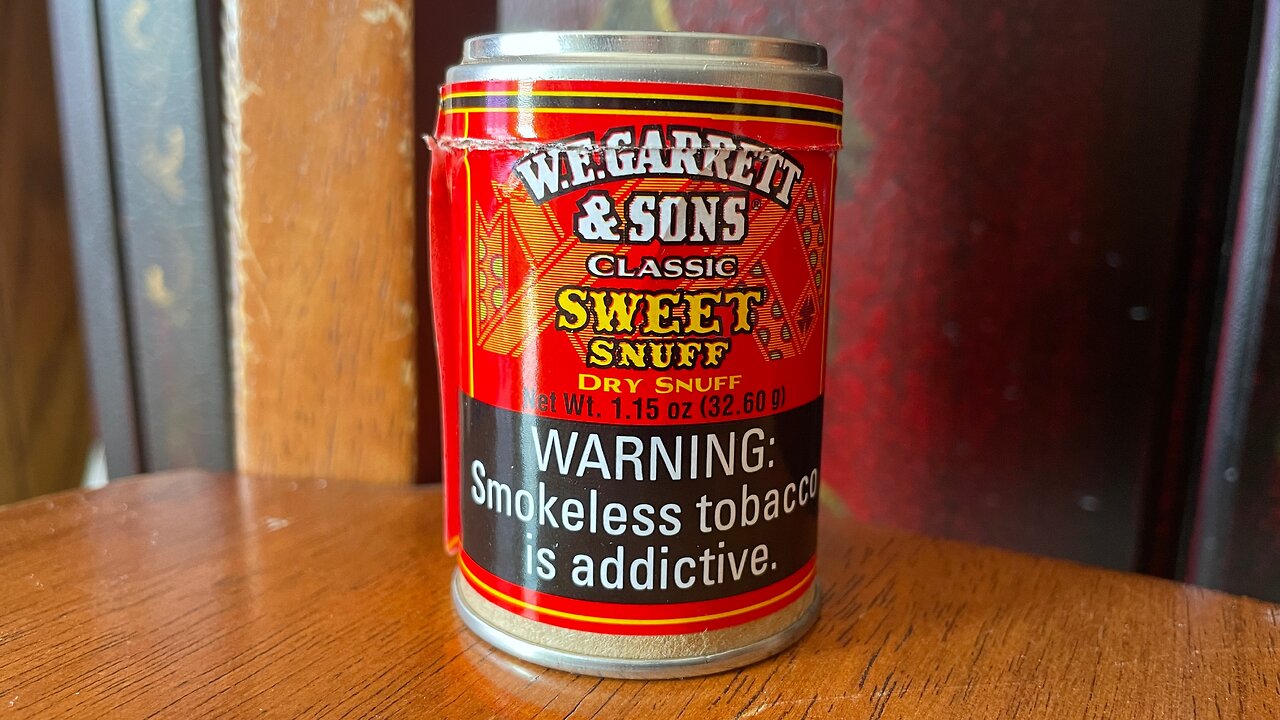 W.E. GARRETT
& SONS
CLASSIC
SWEET
SNUFF
DRY SNUFF
Net Wt. 1.15 oz (32.60 g)
WARNING:
Smokeless tobacco
is addictive.